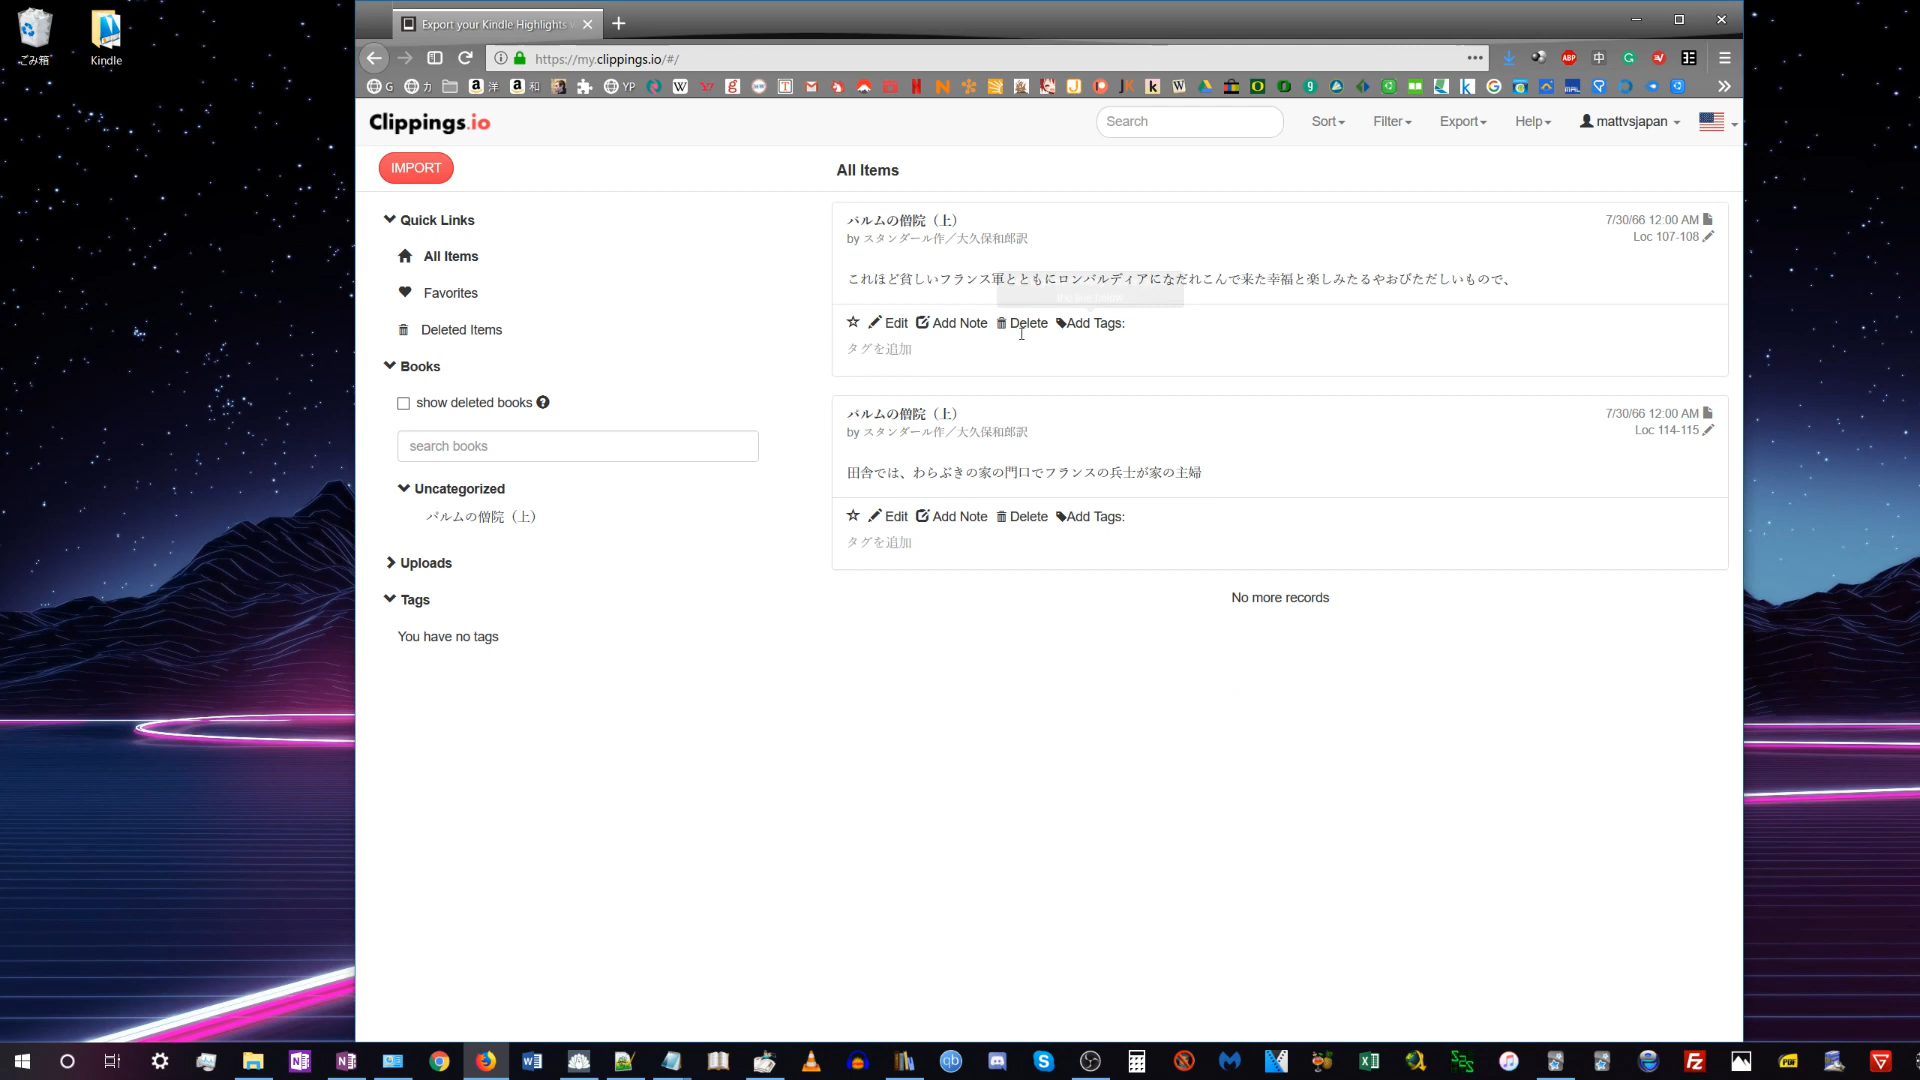 ごみ箱
Kindle
Export your Kindle Highlights
https://my.clippings.io/#/
G
カ
洋
和
YP
Clippings.io
Search
Sort
Filter
Export
Help
mattvsjapan
IMPORT
All Items
Quick Links
All Items
Favorites
Deleted Items
Books
show deleted books
search books
Uncategorized
パルムの僧院（上）
Uploads
Tags
You have no tags
パルムの僧院（上）
7/30/66 12:00 AM
by スタンダール作／大久保和郎訳
Loc 107-108
これほど貧しいフランス軍とともにロンバルディアになだれこんで来た幸福と楽しみたるやおびただしいもので、
Edit Add Note Delete Add Tags:
タグを追加
パルムの僧院（上）
7/30/66 12:00 AM
by スタンダール作／大久保和郎訳
Loc 114-115
田舎では、わらぶきの家の門口でフランスの兵士が家の主婦
Edit Add Note Delete Add Tags:
タグを追加
No more records